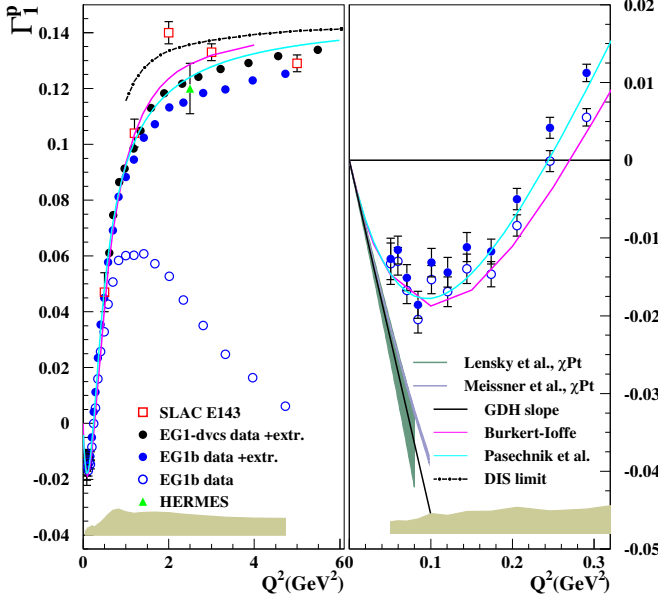 Γ₁ᵖ
0.14
0.12
0.1
0.08
0.06
0.04
0.02
0
-0.02
-0.04
SLAC E143
EG1-dvcs data +extr.
EG1b data +extr.
EG1b data
HERMES
0 2 4 6
Q²(GeV²)
0.02
0.01
0
-0.01
-0.02
-0.03
-0.04
-0.05
Lensky et al., χPt
Meissner et al., χPt
GDH slope
Burkert-Ioffe
Pasechnik et al.
DIS limit
0 0.1 0.2 0.3
Q²(GeV²)